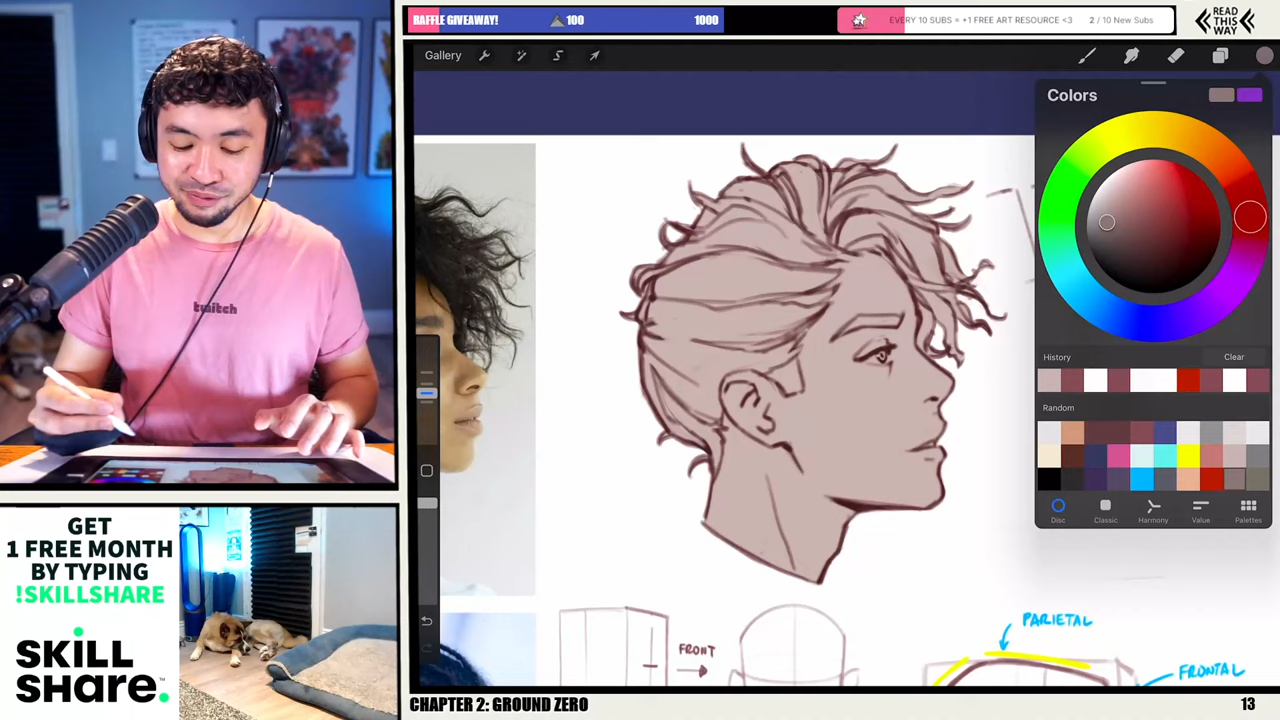 RAFFLE GIVEAWAY!
100
1000
EVERY 10 SUBS = +1 FREE ART RESOURCE <3
2 / 10 New Subs
READ
THIS
WAY
Gallery
Colors
History
Clear
Random
Disc
Classic
Harmony
Value
Palettes
twitch
FRONT
PARIETAL
FRONTAL
GET
1 FREE MONTH
BY TYPING
!SKILLSHARE
SKILL
SHare.
CHAPTER 2: GROUND ZERO
13